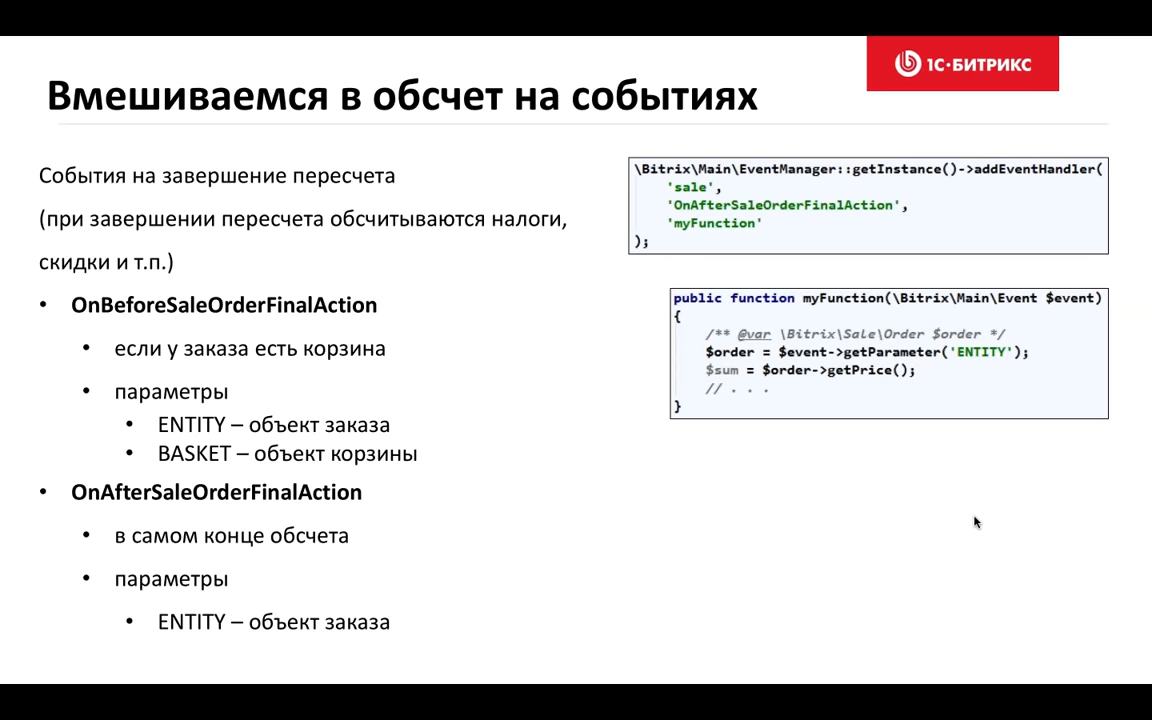 1С·БИТРИКС
Вмешиваемся в обсчет на событиях
События на завершение пересчета
(при завершении пересчета обсчитываются налоги,
скидки и т.п.)
• OnBeforeSaleOrderFinalAction
• если у заказа есть корзина
• параметры
• ENTITY – объект заказа
• BASKET – объект корзины
• OnAfterSaleOrderFinalAction
• в самом конце обсчета
• параметры
• ENTITY – объект заказа
\Bitrix\Main\EventManager::getInstance()->addEventHandler(
'sale',
'OnAfterSaleOrderFinalAction',
'myFunction'
);
public function myFunction(\Bitrix\Main\Event $event)
{
/** @var \Bitrix\Sale\Order $order */
$order = $event->getParameter('ENTITY');
$sum = $order->getPrice();
// . . .
}